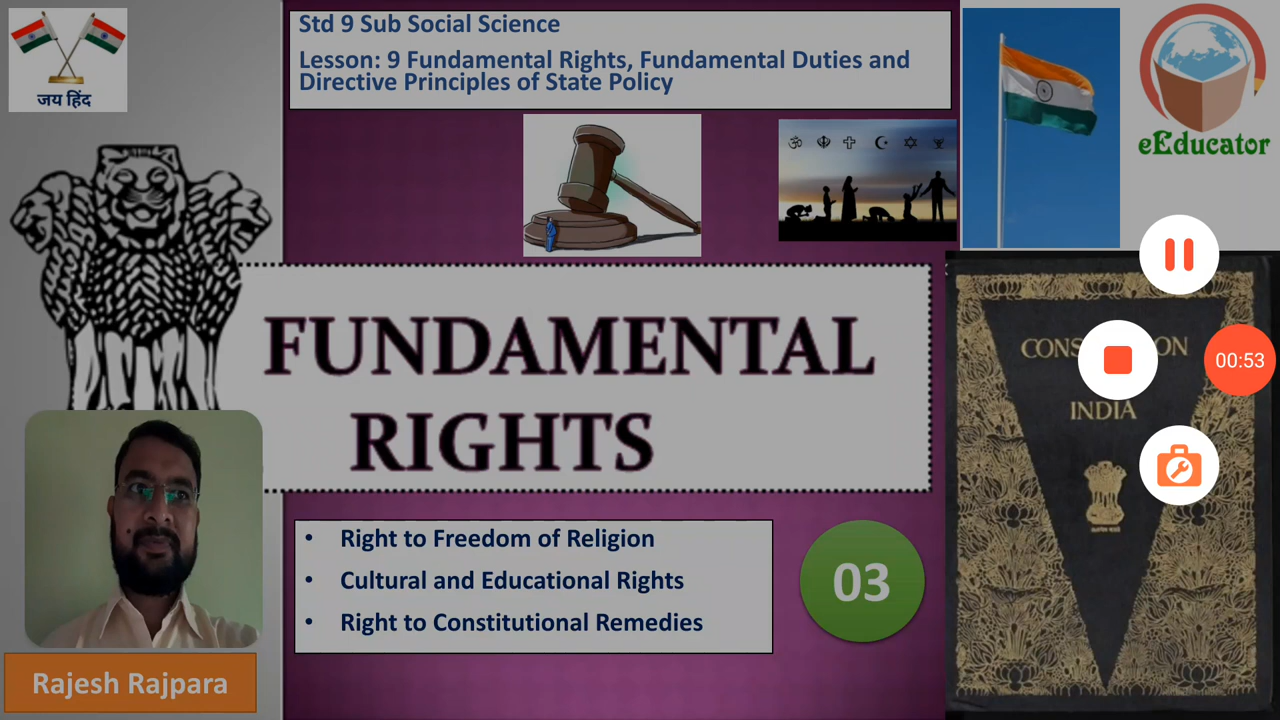 जय हिंद
Std 9 Sub Social Science
Lesson: 9 Fundamental Rights, Fundamental Duties and
Directive Principles of State Policy
eEducator
FUNDAMENTAL
RIGHTS
CONS ON
INDIA
00:53
• Right to Freedom of Religion
• Cultural and Educational Rights
• Right to Constitutional Remedies
03
Rajesh Rajpara